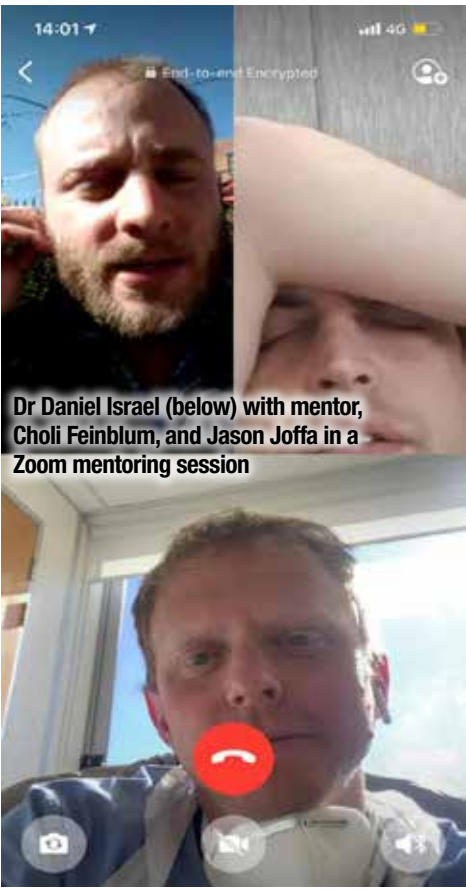 14:01
4G
End-to-end Encrypted
Dr Daniel Israel (below) with mentor,
Choli Feinblum, and Jason Joffa in a
Zoom mentoring session